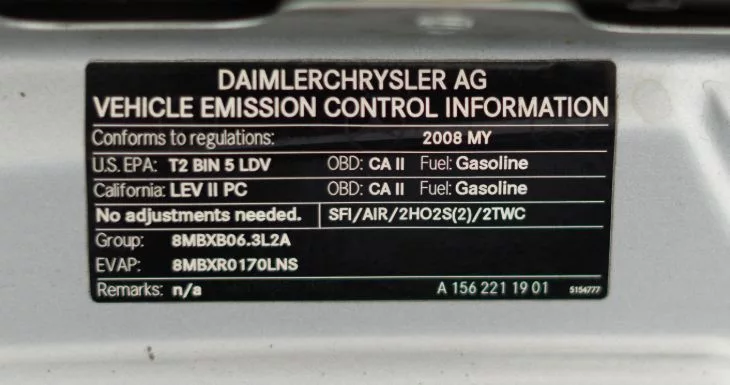 DAIMLERCHRYSLER AG
VEHICLE EMISSION CONTROL INFORMATION
Conforms to regulations: 2008 MY
U.S. EPA: T2 BIN 5 LDV OBD: CA II Fuel: Gasoline
California: LEV II PC OBD: CA II Fuel: Gasoline
No adjustments needed. SFI/AIR/2HO2S(2)/2TWC
Group: 8MBXB06.3L2A
EVAP: 8MBXR0170LNS
Remarks: n/a A 156 221 19 01 5154777